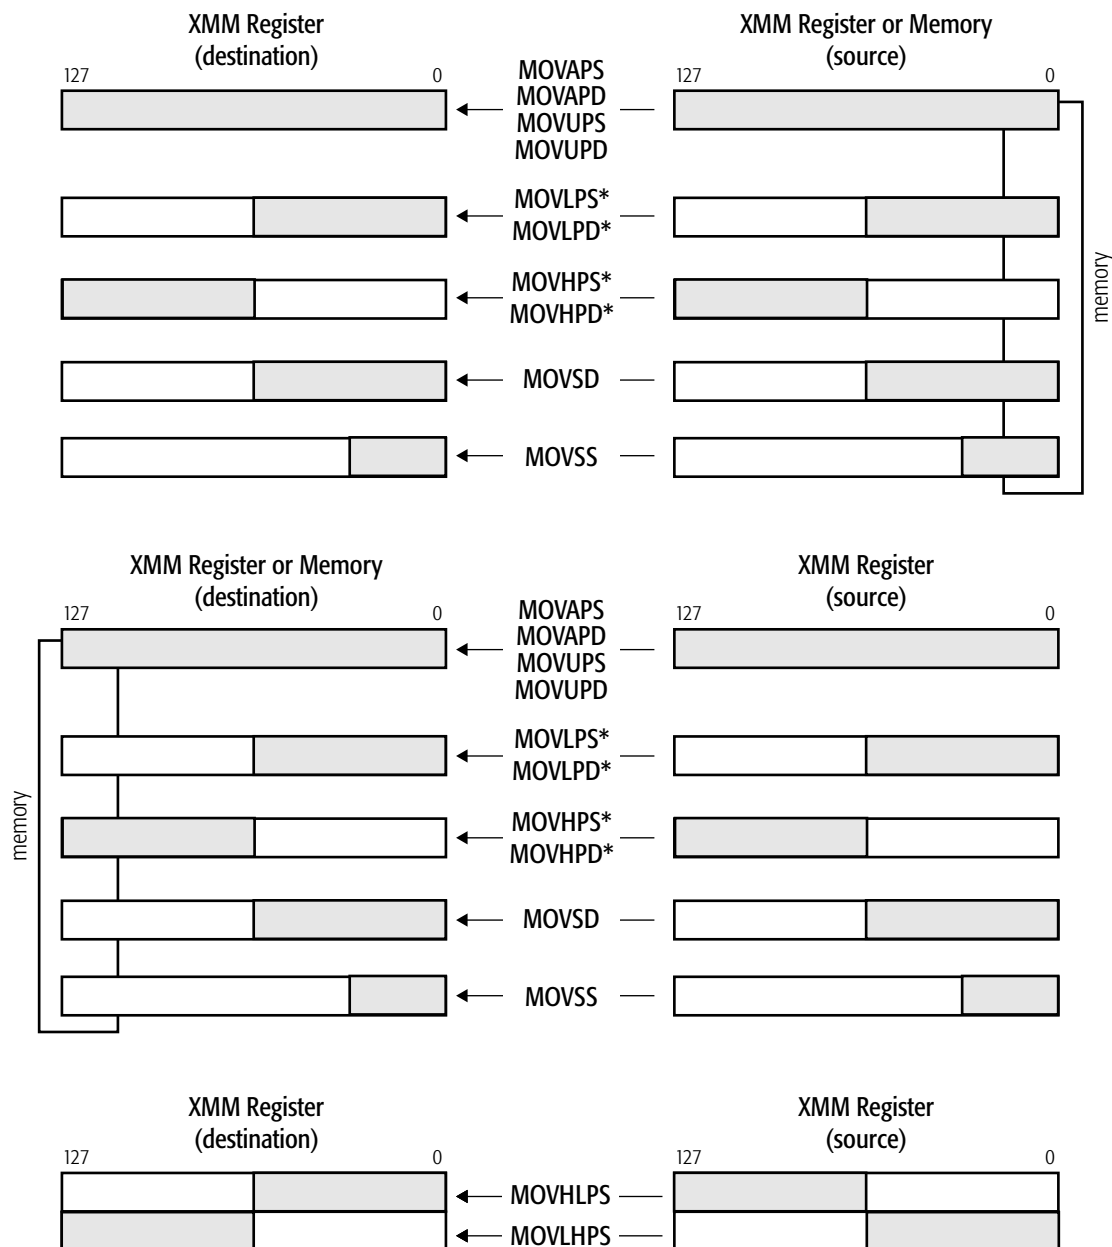 XMM Register
(destination)
XMM Register or Memory
(source)
127
0
127
0
MOVAPS
MOVAPD
MOVUPS
MOVUPD
MOVLPS*
MOVLPD*
MOVHPS*
MOVHPD*
MOVSD
MOVSS
memory
XMM Register or Memory
(destination)
XMM Register
(source)
127
0
127
0
MOVAPS
MOVAPD
MOVUPS
MOVUPD
MOVLPS*
MOVLPD*
MOVHPS*
MOVHPD*
MOVSD
MOVSS
memory
XMM Register
(destination)
XMM Register
(source)
127
0
127
0
MOVHLPS
MOVLHPS